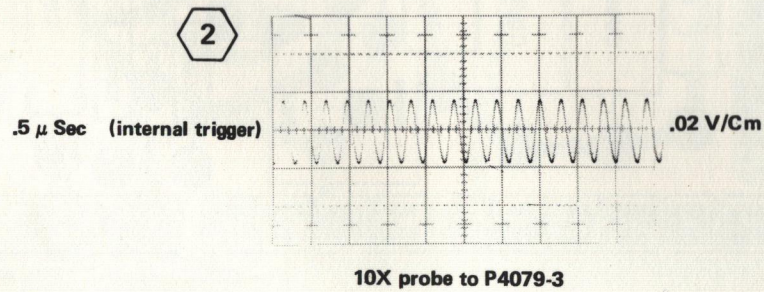 2
.5 μ Sec (internal trigger) .02 V/Cm
10X probe to P4079-3